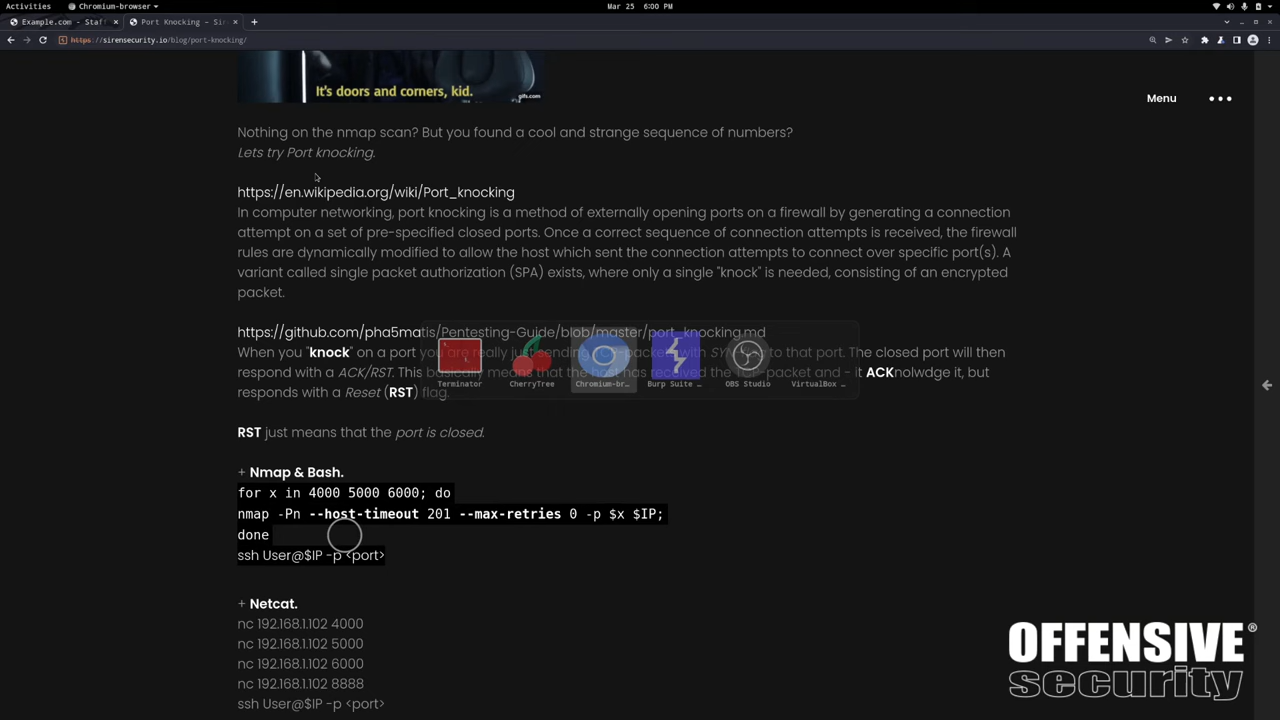 Activities
Chromium-browser
Mar 25 6:00 PM
Example.com - Staf
Port Knocking - Sir
https://sirensecurity.io/blog/port-knocking/
It's doors and corners, kid.
gifs.com
Menu
Nothing on the nmap scan? But you found a cool and strange sequence of numbers?
Lets try Port knocking.
https://en.wikipedia.org/wiki/Port_knocking
In computer networking, port knocking is a method of externally opening ports on a firewall by generating a connection
attempt on a set of pre-specified closed ports. Once a correct sequence of connection attempts is received, the firewall
rules are dynamically modified to allow the host which sent the connection attempts to connect over specific port(s). A
variant called single packet authorization (SPA) exists, where only a single "knock" is needed, consisting of an encrypted
packet.
https://github.com/pha5matis/Pentesting-Guide/blob/master/port_knocking.md
When you "knock" on a port you are really just sending TCP-packet with SYN to that port. The closed port will then
respond with a ACK/RST. This basically means that the host has received the TCP-packet and - it ACKnolwdge it, but
responds with a Reset (RST) flag.
Terminator
CherryTree
Chromium-br...
Burp Suite ...
OBS Studio
VirtualBox ...
RST just means that the port is closed.
+ Nmap & Bash.
for x in 4000 5000 6000; do
nmap -Pn --host-timeout 201 --max-retries 0 -p $x $IP;
done
ssh User@$IP -p <port>
+ Netcat.
nc 192.168.1.102 4000
nc 192.168.1.102 5000
nc 192.168.1.102 6000
nc 192.168.1.102 8888
ssh User@$IP -p <port>
OFFENSIVE®
security